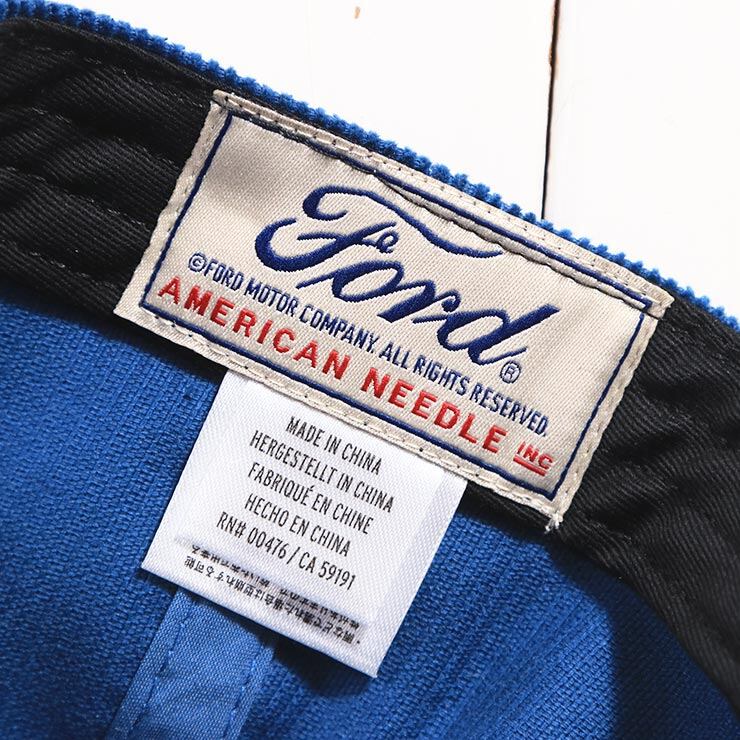 Ford®
©FORD MOTOR COMPANY. ALL RIGHTS RESERVED.
AMERICAN NEEDLE INC
MADE IN CHINA
HERGESTELLT IN CHINA
FABRIQUÉ EN CHINE
HECHO EN CHINA
RN# 00476 / CA 59191